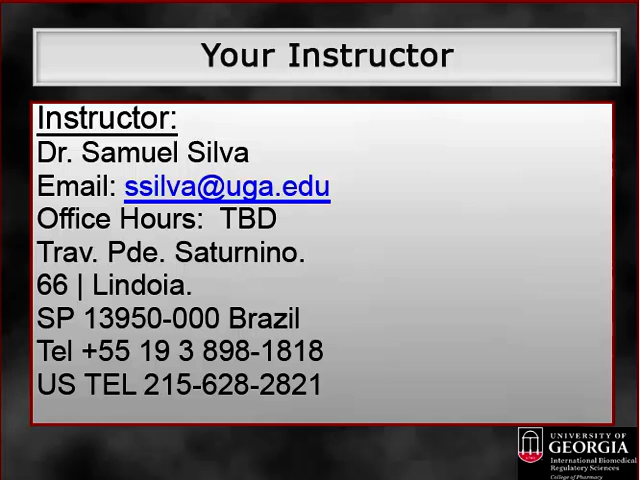 Your Instructor
Instructor:
Dr. Samuel Silva
Email: ssilva@uga.edu
Office Hours:  TBD
Trav. Pde. Saturnino.
66 | Lindoia.
SP 13950-000 Brazil
Tel +55 19 3 898-1818
US TEL 215-628-2821
UNIVERSITY OF
GEORGIA
International Biomedical
Regulatory Sciences
College of Pharmacy